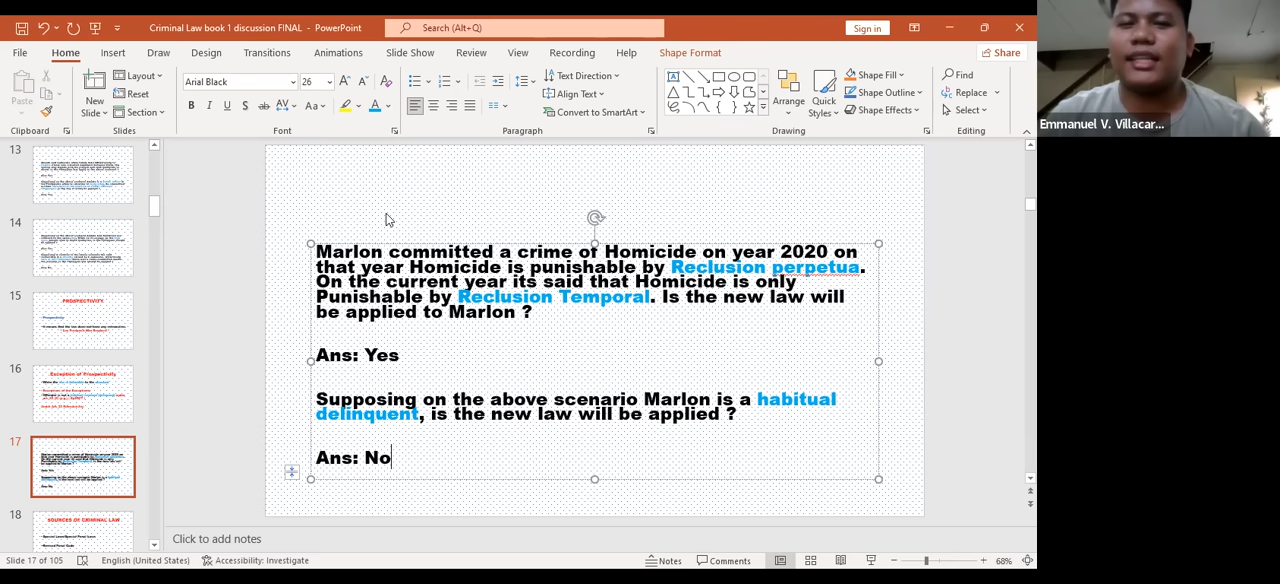 Criminal Law book 1 discussion FINAL - PowerPoint
Search (Alt+Q)
Sign in
File Home Insert Draw Design Transitions Animations Slide Show Review View Recording Help Shape Format
Share
Paste
Clipboard
New Slide
Layout
Reset
Section
Slides
Arial Black 26
B I U S ab AV Aa A
Font
Text Direction
Align Text
Convert to SmartArt
Paragraph
Arrange
Quick Styles
Shape Fill
Shape Outline
Shape Effects
Drawing
Find
Replace
Select
Editing
Emmanuel V. Villacar...
13
14
15
PROSPECTIVITY
16
Exception of Prospectivity
17
18
SOURCES OF CRIMINAL LAW
Marlon committed a crime of Homicide on year 2020 on
that year Homicide is punishable by Reclusion perpetua.
On the current year its said that Homicide is only
Punishable by Reclusion Temporal. Is the new law will
be applied to Marlon ?
Ans: Yes
Supposing on the above scenario Marlon is a habitual
delinquent, is the new law will be applied ?
Ans: No
Click to add notes
Slide 17 of 105 English (United States) Accessibility: Investigate Notes Comments 68%